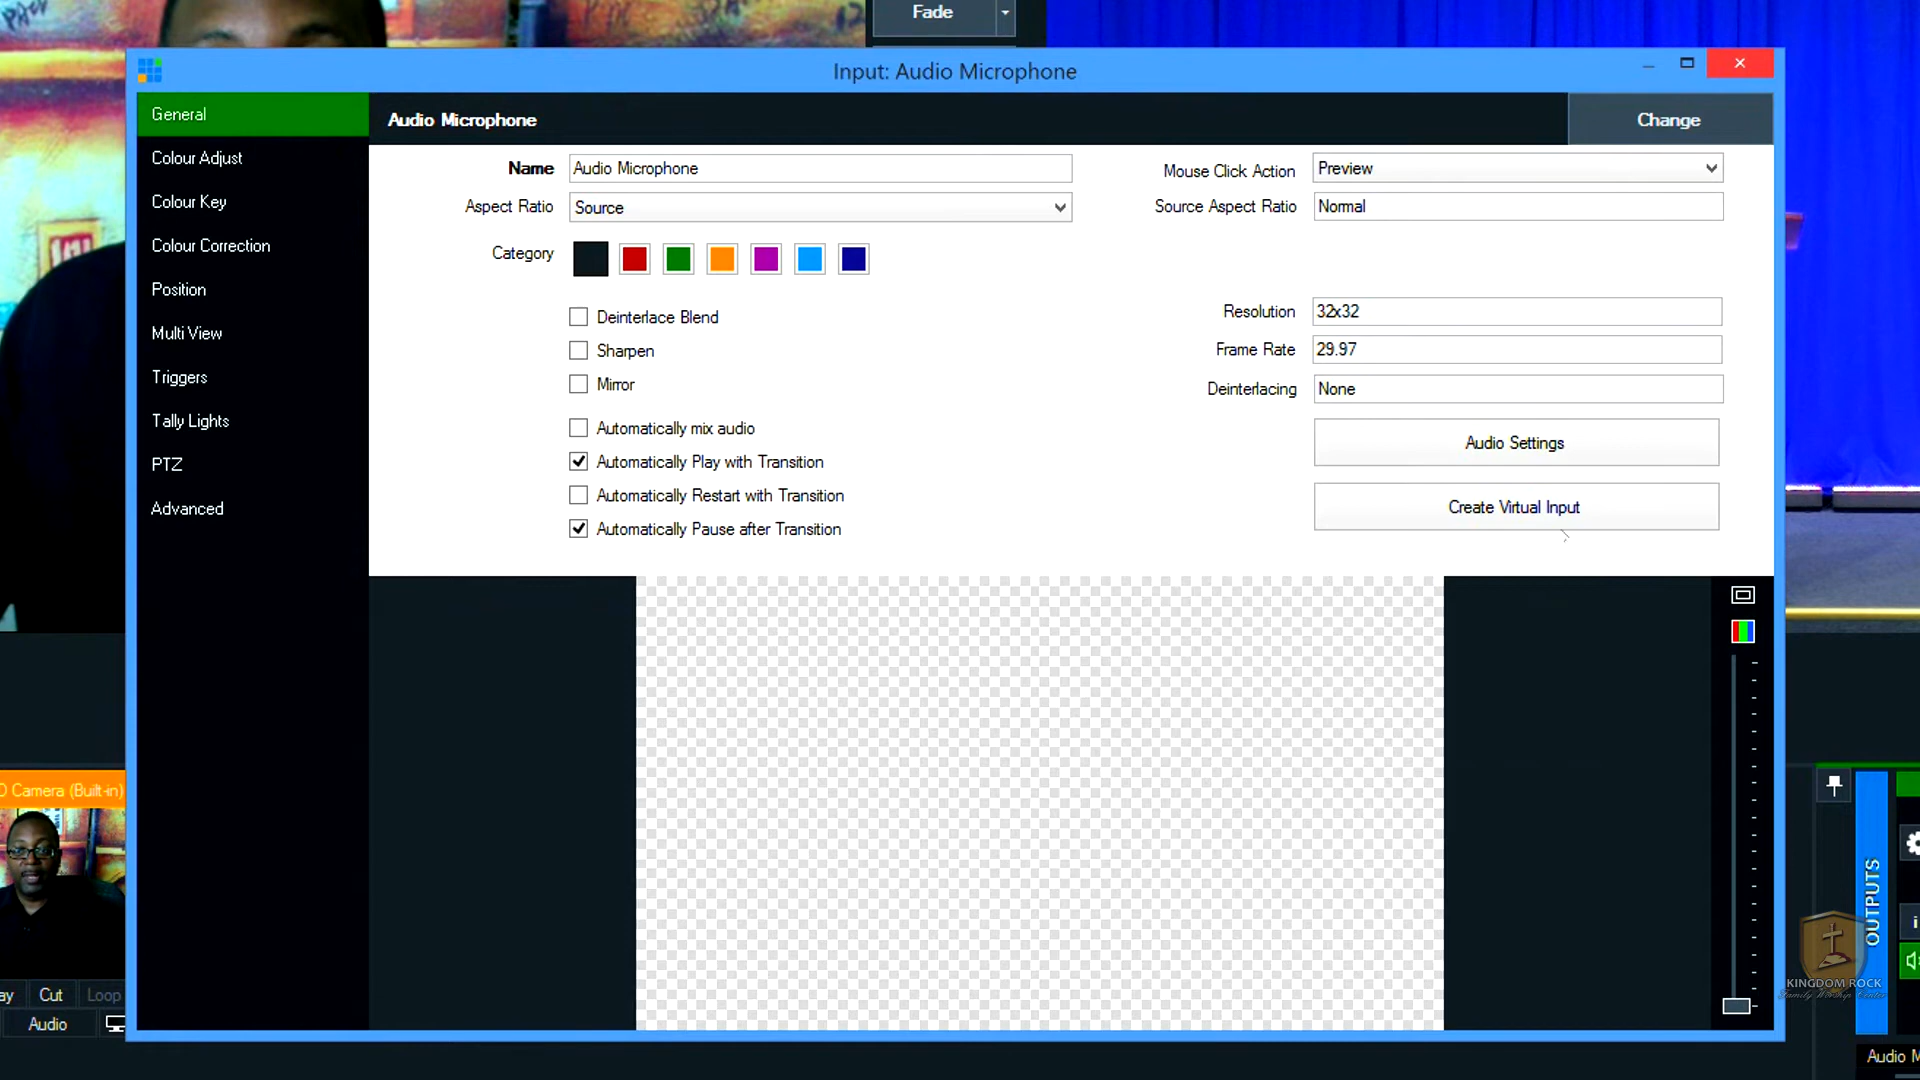 Fade
Input: Audio Microphone
General
Colour Adjust
Colour Key
Colour Correction
Position
Multi View
Triggers
Tally Lights
PTZ
Advanced
Audio Microphone
Change
Name
Audio Microphone
Aspect Ratio
Source
Category
Deinterlace Blend
Sharpen
Mirror
Automatically mix audio
Automatically Play with Transition
Automatically Restart with Transition
Automatically Pause after Transition
Mouse Click Action
Preview
Source Aspect Ratio
Normal
Resolution
32x32
Frame Rate
29.97
Deinterlacing
None
Audio Settings
Create Virtual Input
Camera (Built-in)
ay
Cut
Loop
Audio
OUTPUTS
i
KINGDOM ROCK
Family Worship Center
Audio M